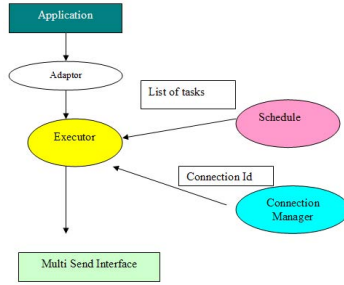 Application
Adaptor
List of tasks
Schedule
Executor
Connection Id
Connection
Manager
Multi Send Interface